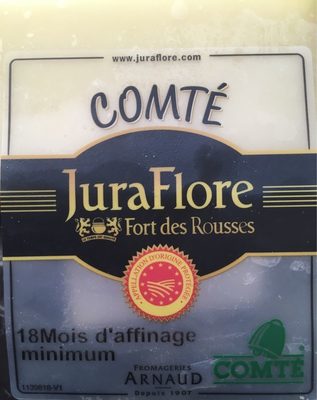 www.juraflore.com
COMTÉ
JuraFlore
Fort des Rousses
APPELLATION D'ORIGINE PROTÉGÉE
18Mois d'affinage
minimum
FROMAGERIES
ARNAUD
Depuis 1907
COMTÉ